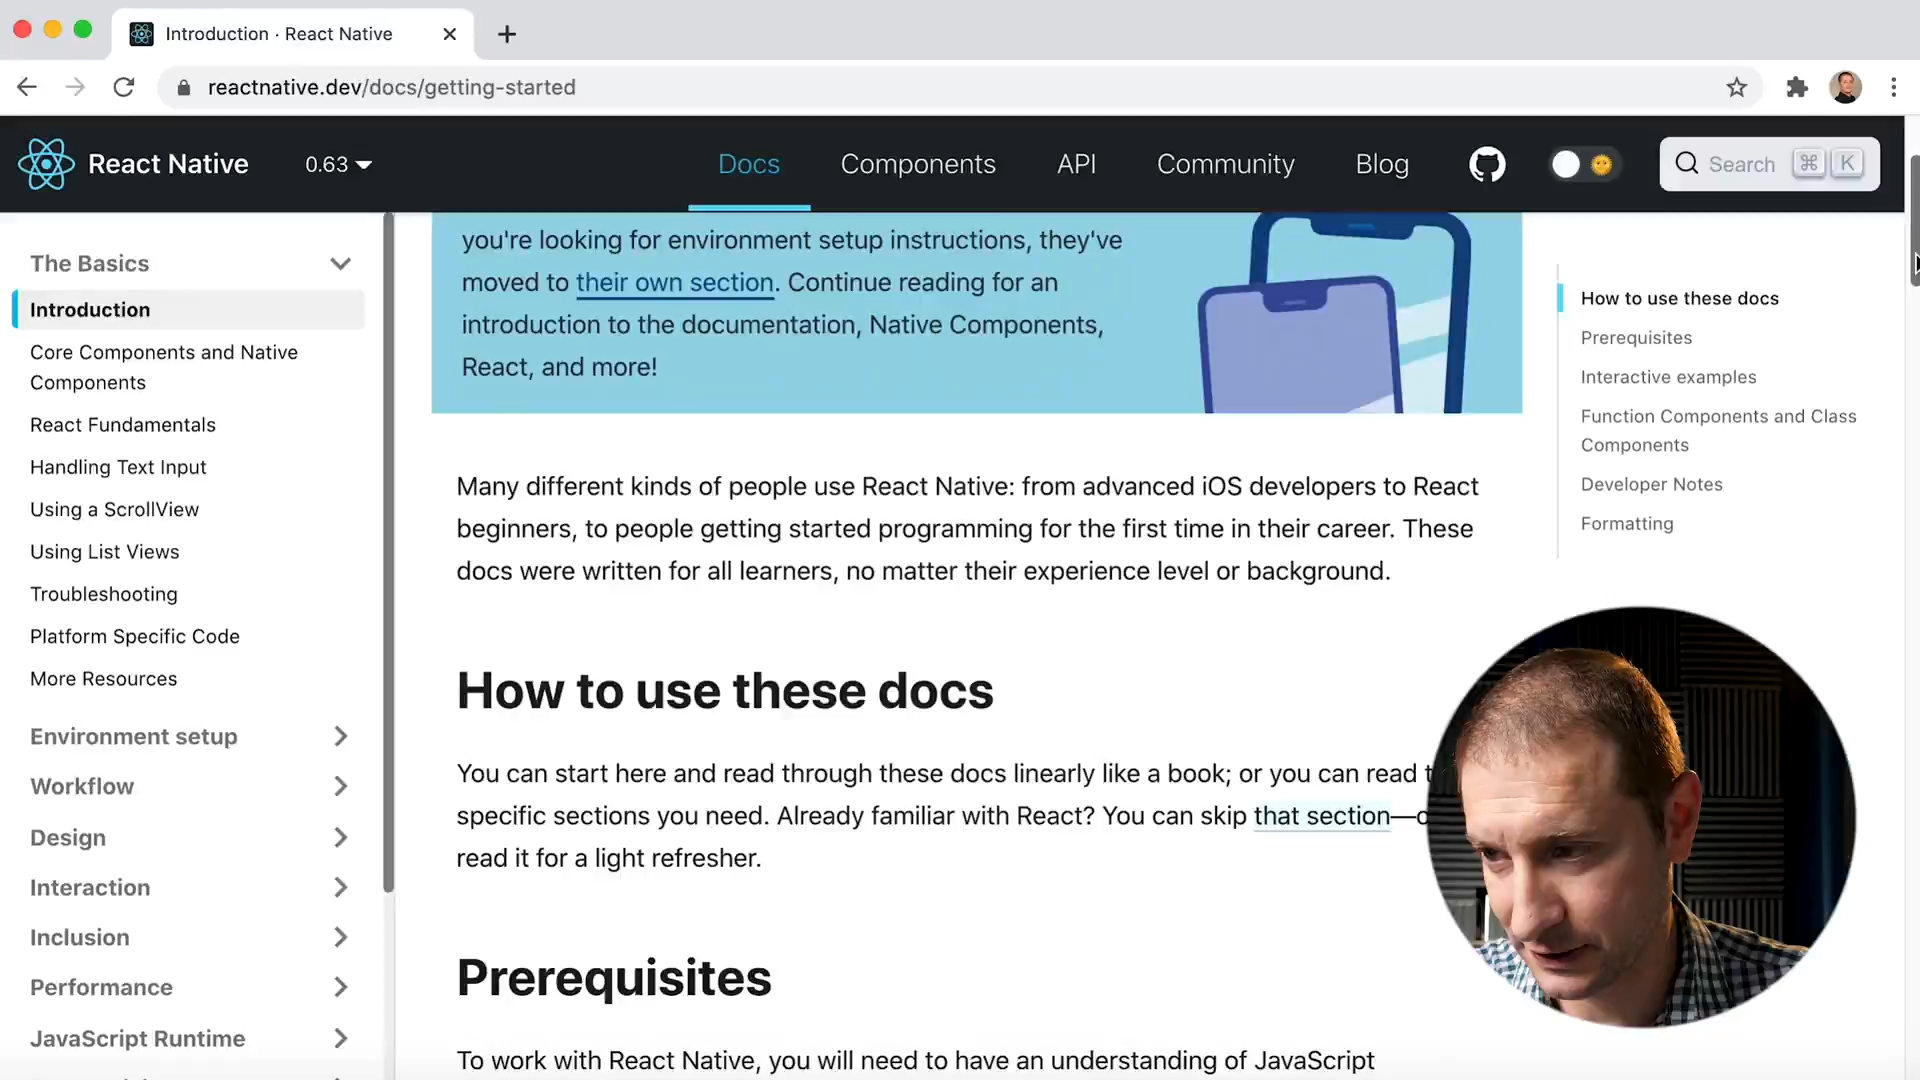 Introduction · React Native
reactnative.dev/docs/getting-started
React Native
0.63
Docs
Components
API
Community
Blog
Search
⌘ K
The Basics
Introduction
Core Components and Native
Components
React Fundamentals
Handling Text Input
Using a ScrollView
Using List Views
Troubleshooting
Platform Specific Code
More Resources
Environment setup
Workflow
Design
Interaction
Inclusion
Performance
JavaScript Runtime
you're looking for environment setup instructions, they've
moved to their own section. Continue reading for an
introduction to the documentation, Native Components,
React, and more!
Many different kinds of people use React Native: from advanced iOS developers to React
beginners, to people getting started programming for the first time in their career. These
docs were written for all learners, no matter their experience level or background.
How to use these docs
You can start here and read through these docs linearly like a book; or you can read
specific sections you need. Already familiar with React? You can skip that section—
read it for a light refresher.
Prerequisites
To work with React Native, you will need to have an understanding of JavaScript
How to use these docs
Prerequisites
Interactive examples
Function Components and Class
Components
Developer Notes
Formatting